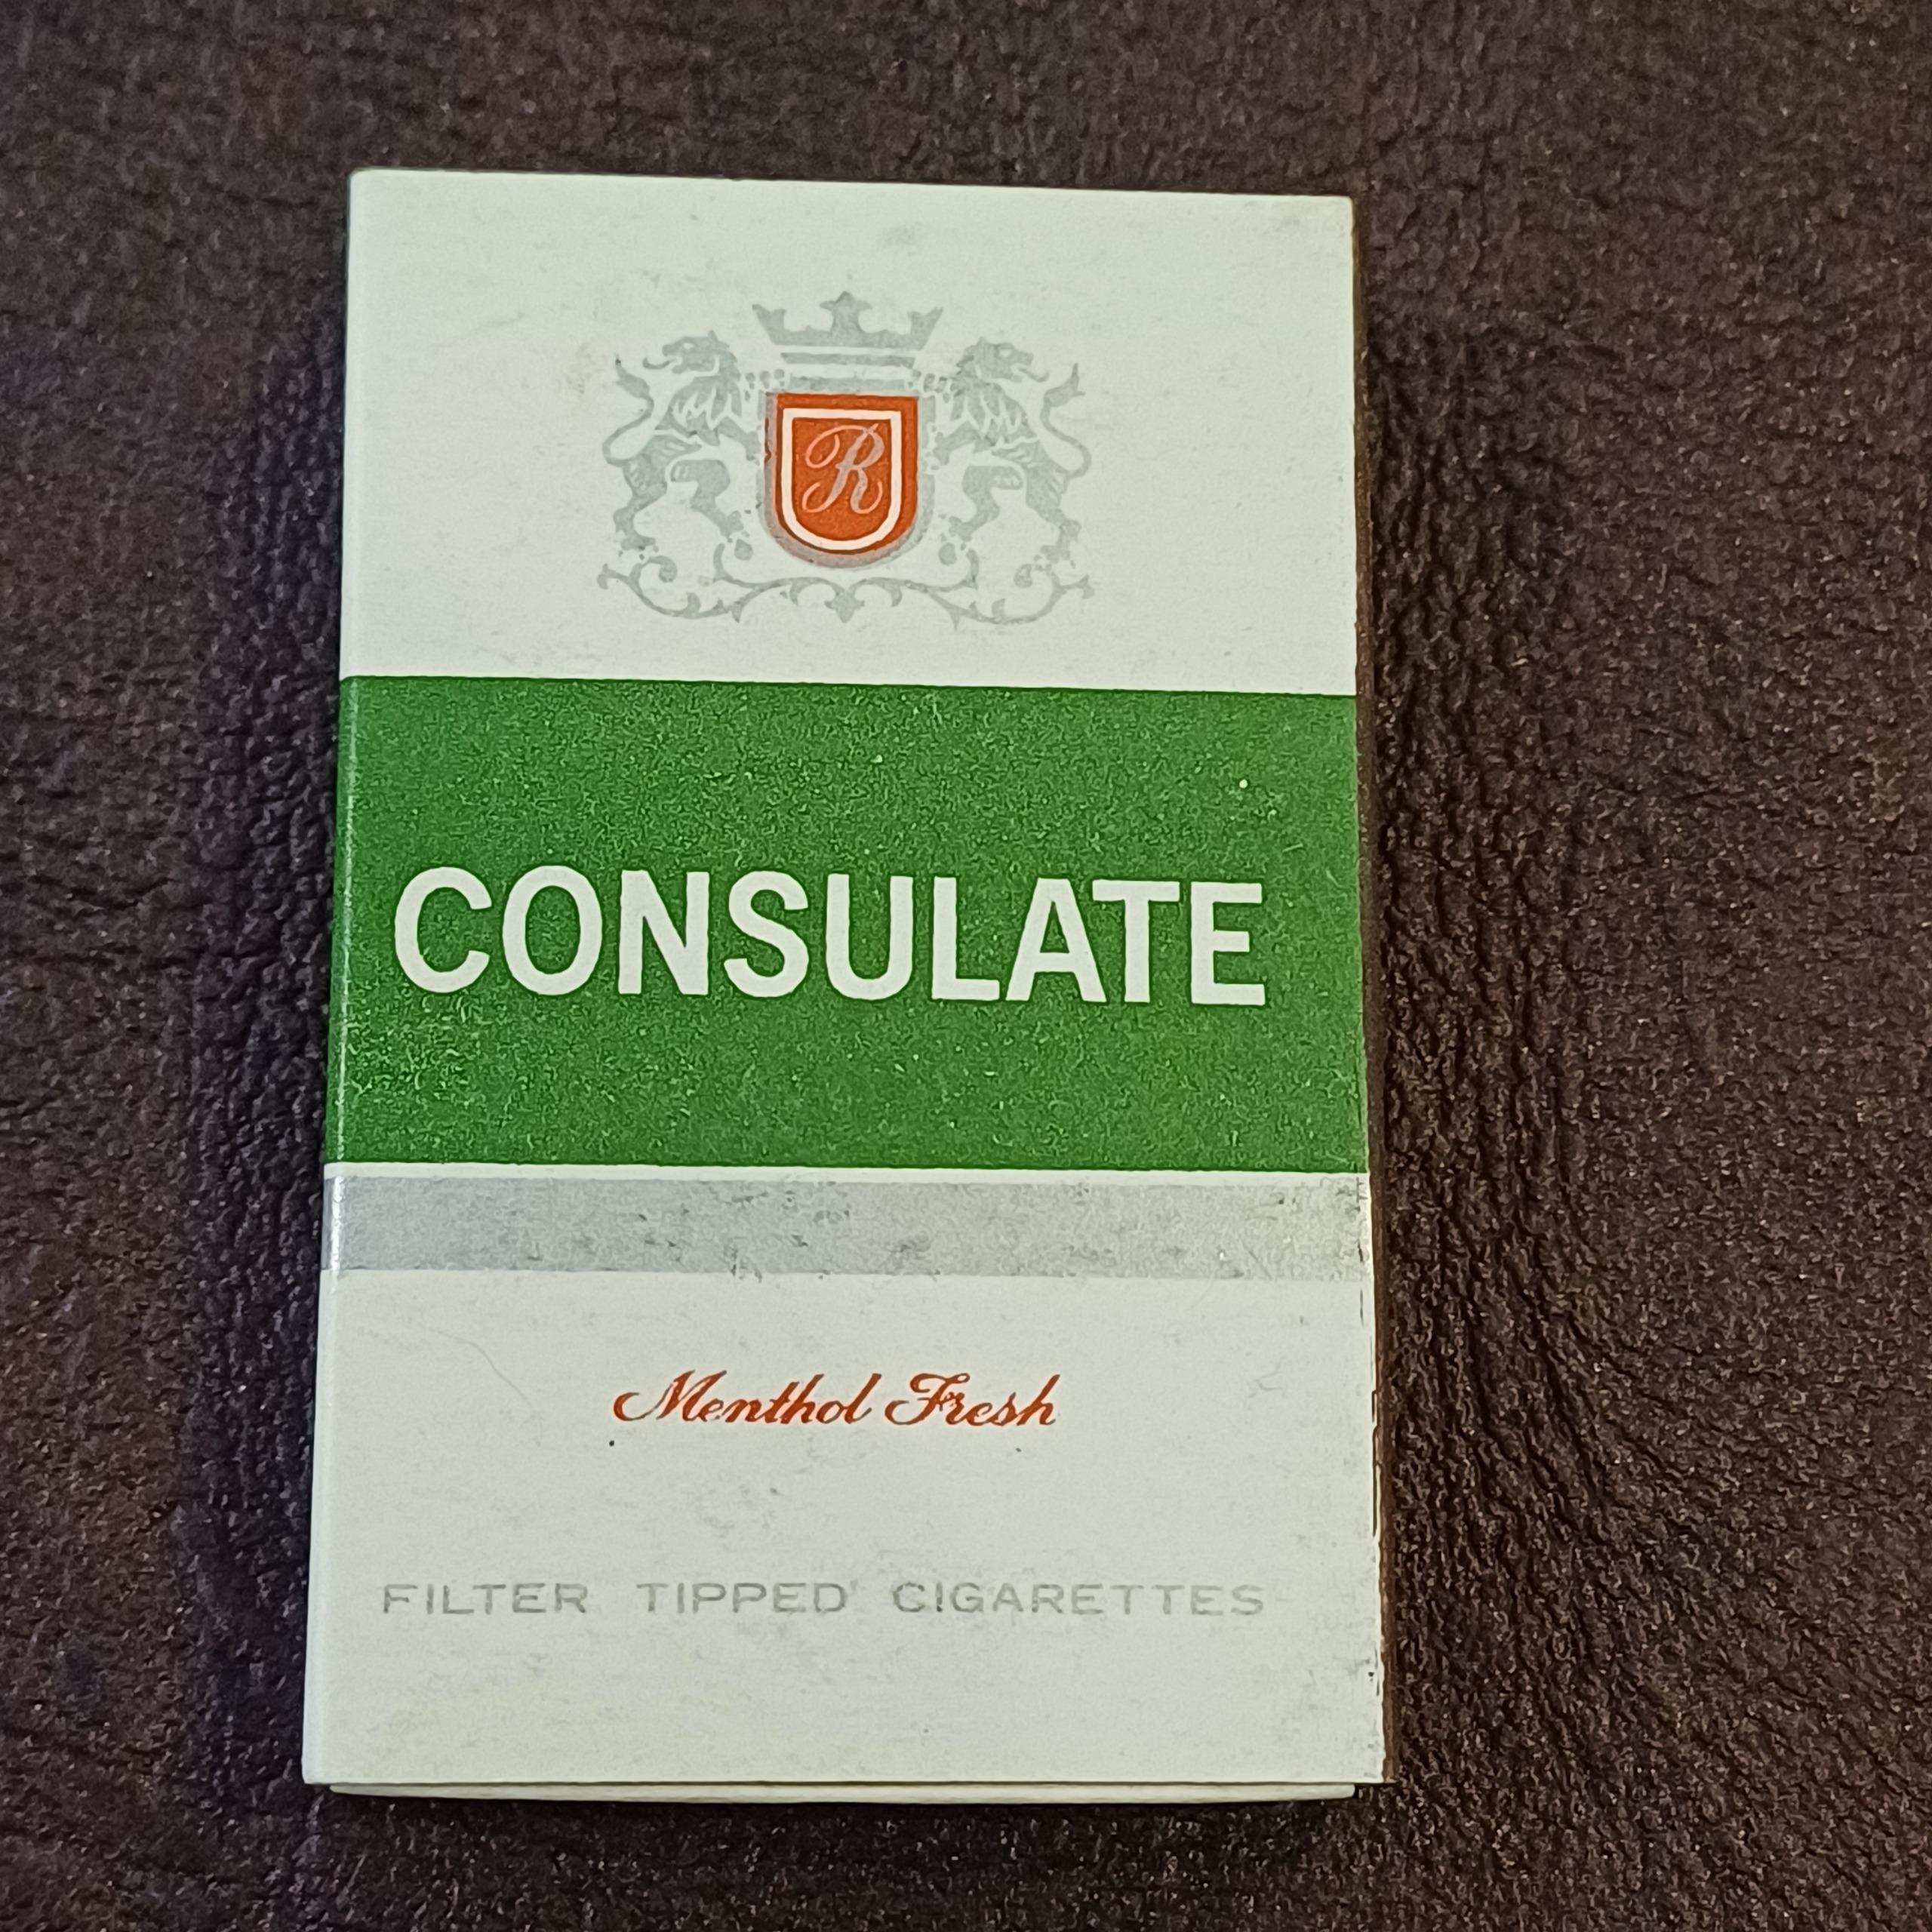 R
CONSULATE
Menthol Fresh
FILTER TIPPED CIGARETTES